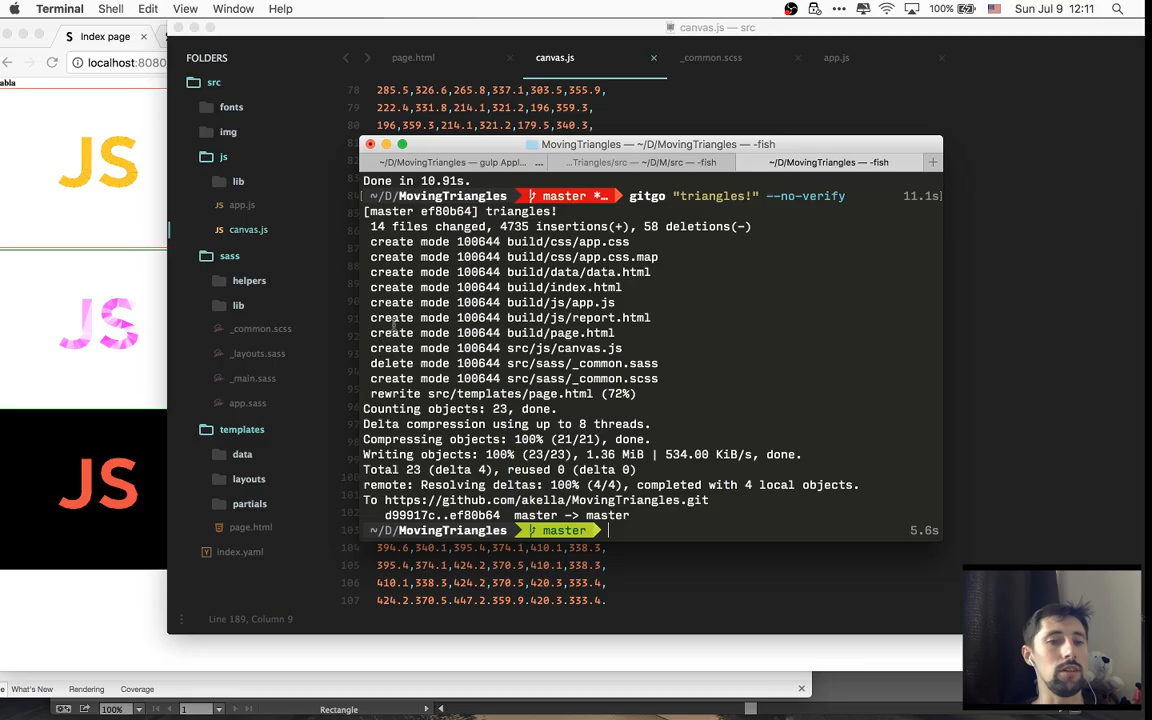 Terminal Shell Edit View Window Help
100% Sun Jul 9 12:11
Index page
localhost:8080
abla
JS
JS
JS
canvas.js — src
FOLDERS
src
fonts
img
js
lib
app.js
canvas.js
sass
helpers
lib
_common.scss
_layouts.sass
_main.sass
app.sass
templates
data
layouts
partials
page.html
index.yaml
page.html canvas.js _common.scss app.js
78 285.5,326.6,265.8,337.1,303.5,355.9,
79 222.4,331.8,214.1,321.2,196,359.3,
80 196,359.3,214.1,321.2,179.5,340.3,
MovingTriangles — ~/D/MovingTriangles — -fish
~/D/MovingTriangles — gulp Appl... ... ...Triangles/src — ~/D/M/src — -fish ~/D/MovingTriangles — -fish
Done in 10.91s.
~/D/MovingTriangles master *… gitgo "triangles!" --no-verify 11.1s
[master ef80b64] triangles!
14 files changed, 4735 insertions(+), 58 deletions(-)
create mode 100644 build/css/app.css
create mode 100644 build/css/app.css.map
create mode 100644 build/data/data.html
create mode 100644 build/index.html
create mode 100644 build/js/app.js
create mode 100644 build/js/report.html
create mode 100644 build/page.html
create mode 100644 src/js/canvas.js
delete mode 100644 src/sass/_common.sass
create mode 100644 src/sass/_common.scss
rewrite src/templates/page.html (72%)
Counting objects: 23, done.
Delta compression using up to 8 threads.
Compressing objects: 100% (21/21), done.
Writing objects: 100% (23/23), 1.36 MiB | 534.00 KiB/s, done.
Total 23 (delta 4), reused 0 (delta 0)
remote: Resolving deltas: 100% (4/4), completed with 4 local objects.
To https://github.com/akella/MovingTriangles.git
d99917c..ef80b64 master -> master
~/D/MovingTriangles master 5.6s
104 394.6,340.1,395.4,374.1,410.1,338.3,
105 395.4,374.1,424.2,370.5,410.1,338.3,
106 410.1,338.3,424.2,370.5,420.3,333.4,
107 424.2,370.5,447.2,359.9,420.3,333.4,
Line 189, Column 9
What's New Rendering Coverage
100% 1 Rectangle